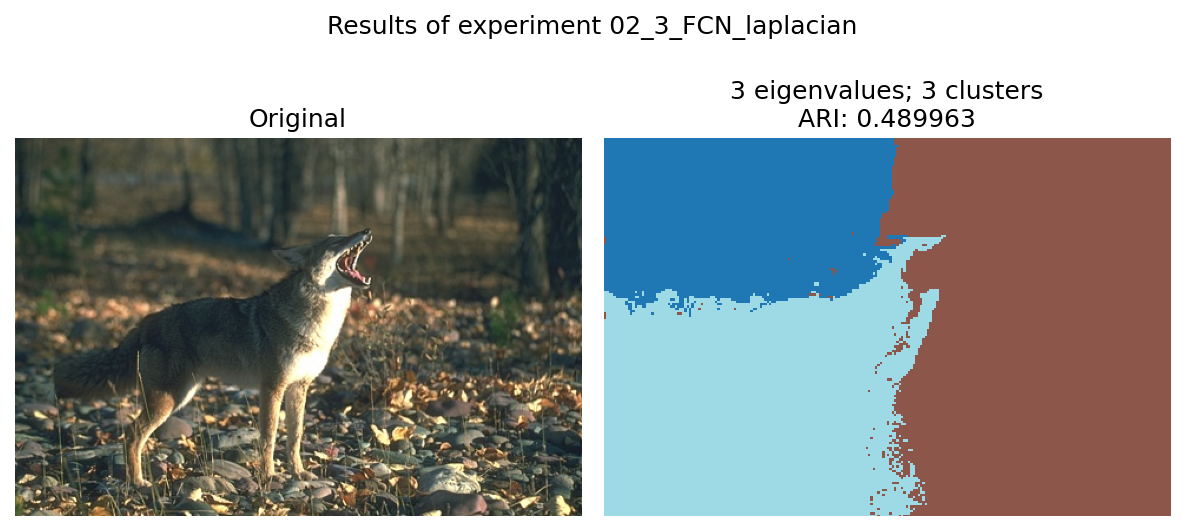 Results of experiment 02_3_FCN_laplacian
Original
3 eigenvalues; 3 clusters
ARI: 0.489963